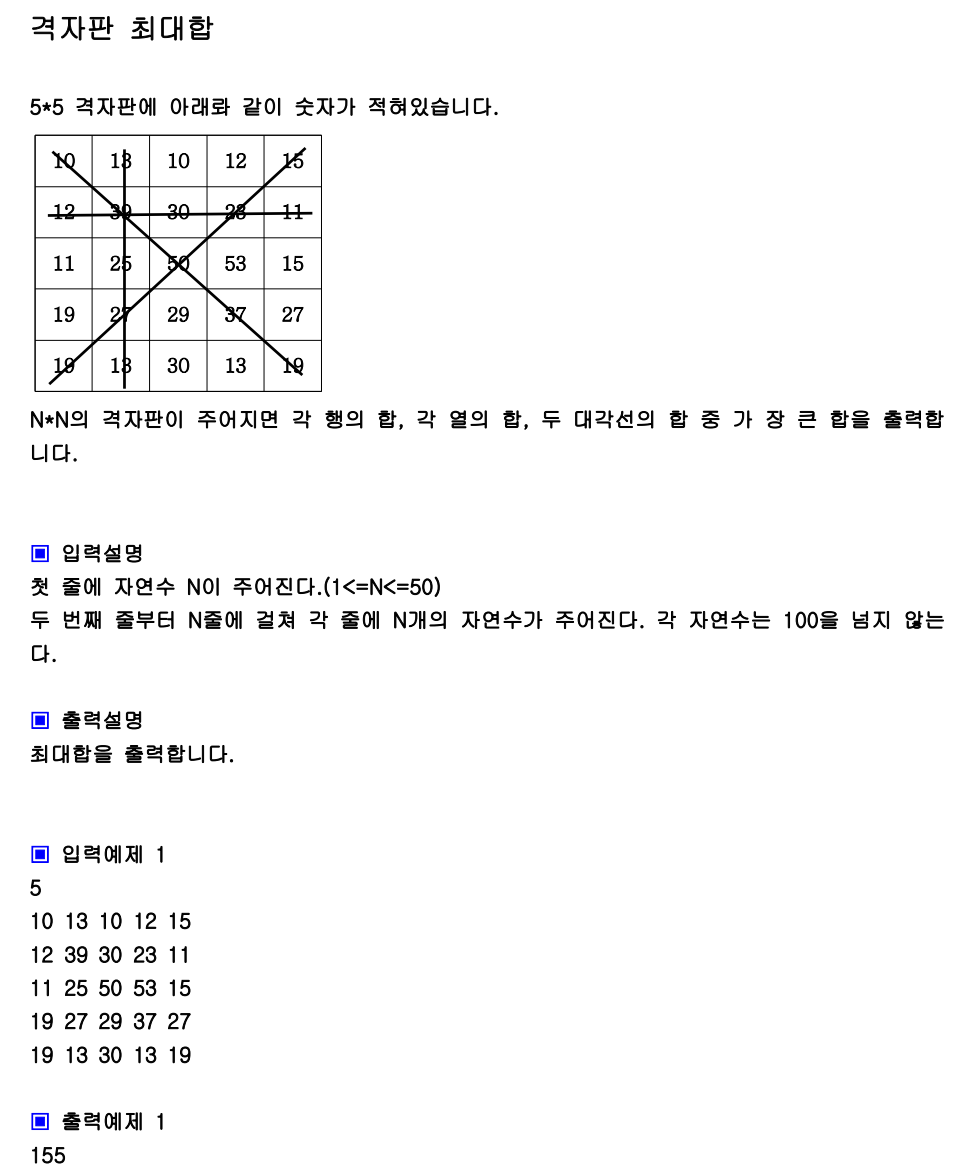 격자판 최대합
5*5 격자판에 아래롸 같이 숫자가 적혀있습니다.
10 13 10 12 15
12 39 30 23 11
11 25 50 53 15
19 27 29 37 27
19 13 30 13 19
N*N의 격자판이 주어지면 각 행의 합, 각 열의 합, 두 대각선의 합 중 가 장 큰 합을 출력합
니다.
▣ 입력설명
첫 줄에 자연수 N이 주어진다.(1<=N<=50)
두 번째 줄부터 N줄에 걸쳐 각 줄에 N개의 자연수가 주어진다. 각 자연수는 100을 넘지 않는
다.
▣ 출력설명
최대합을 출력합니다.
▣ 입력예제 1
5
10 13 10 12 15
12 39 30 23 11
11 25 50 53 15
19 27 29 37 27
19 13 30 13 19
▣ 출력예제 1
155